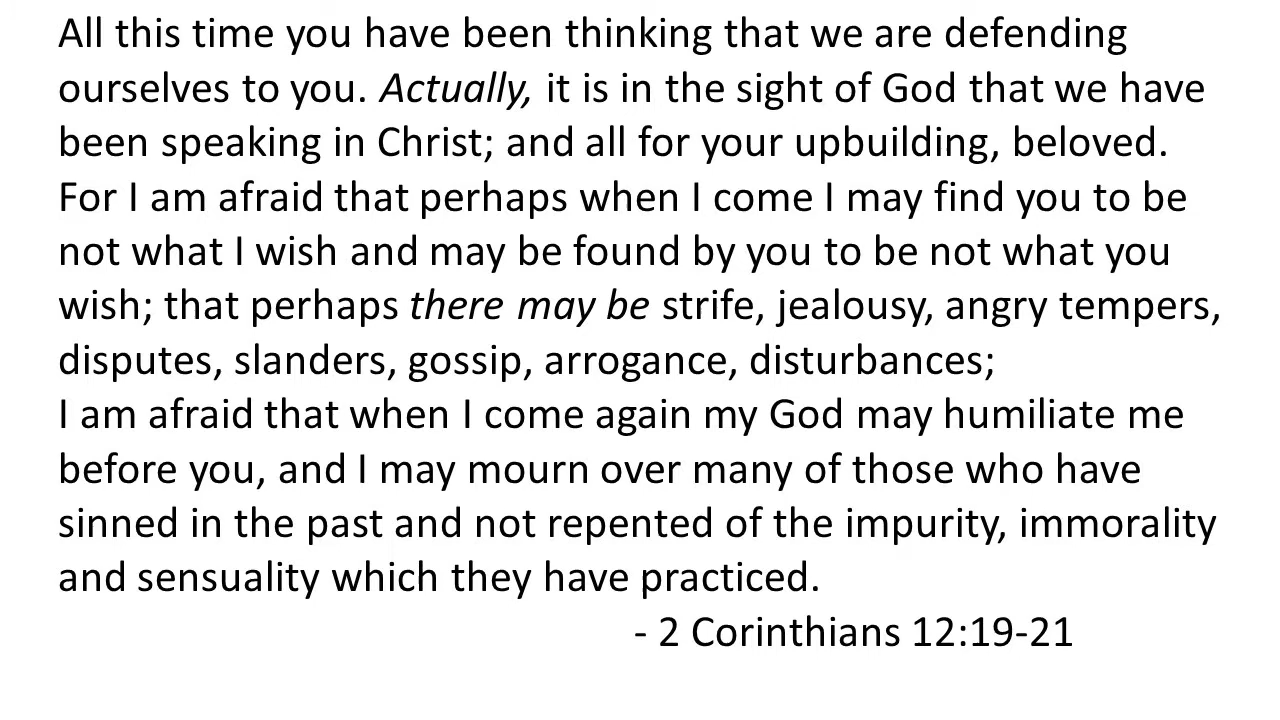 All this time you have been thinking that we are defending
ourselves to you. Actually, it is in the sight of God that we have
been speaking in Christ; and all for your upbuilding, beloved.
For I am afraid that perhaps when I come I may find you to be
not what I wish and may be found by you to be not what you
wish; that perhaps there may be strife, jealousy, angry tempers,
disputes, slanders, gossip, arrogance, disturbances;
I am afraid that when I come again my God may humiliate me
before you, and I may mourn over many of those who have
sinned in the past and not repented of the impurity, immorality
and sensuality which they have practiced.
- 2 Corinthians 12:19-21